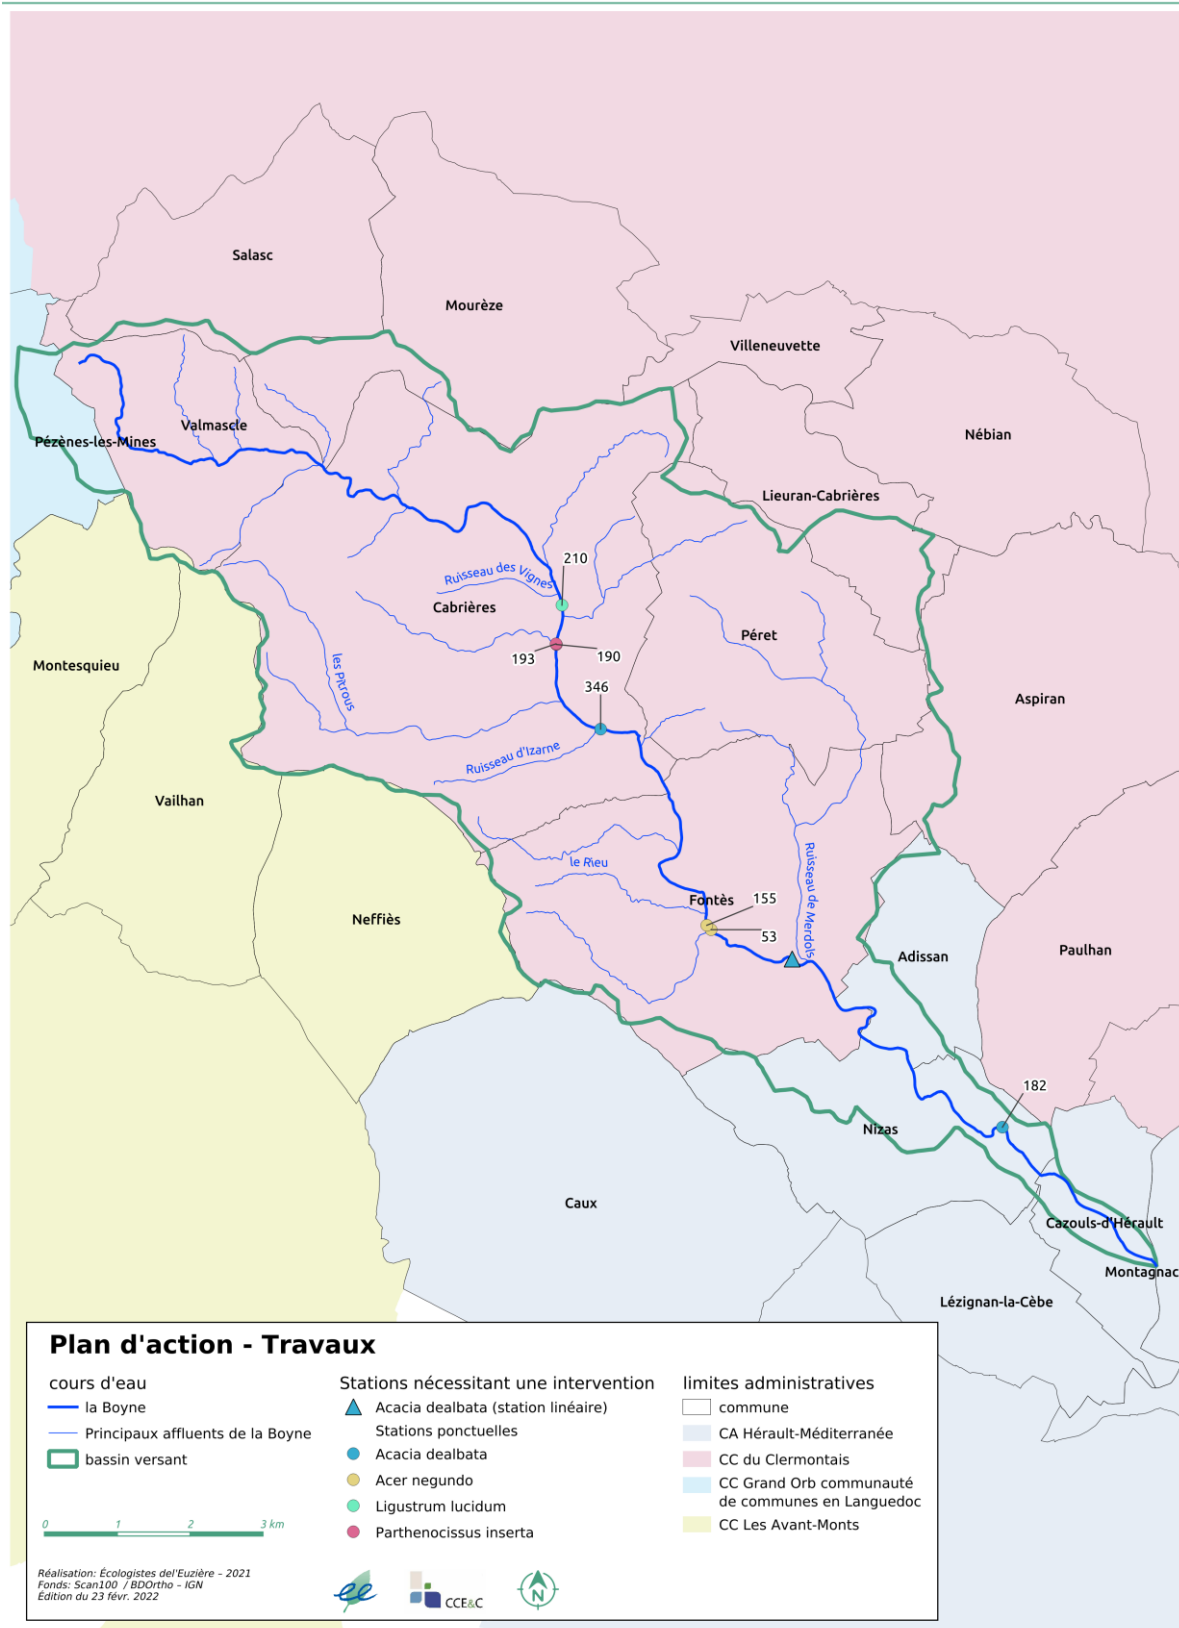 Salasc
Mourèze
Villeneuvette
Pézènes-les-Mines
Valmascle
Nébian
Lieuran-Cabrières
210
Ruisseau des Vignes
Cabrières
Péret
193
190
Montesquieu
les Pitrous
346
Aspiran
Ruisseau d'Izarne
Vailhan
le Rieu
Ruisseau de Merdols
Fontès
155
Neffiès
53
Adissan
Paulhan
182
Nizas
Caux
Cazouls-d'Hérault
Montagnac
Lézignan-la-Cèbe
Plan d'action - Travaux
cours d'eau
la Boyne
Principaux affluents de la Boyne
bassin versant
0 1 2 3 km
Stations nécessitant une intervention
Acacia dealbata (station linéaire)
Stations ponctuelles
Acacia dealbata
Acer negundo
Ligustrum lucidum
Parthenocissus inserta
limites administratives
commune
CA Hérault-Méditerranée
CC du Clermontais
CC Grand Orb communauté
de communes en Languedoc
CC Les Avant-Monts
Réalisation: Écologistes del'Euzière - 2021
Fonds: Scan100 / BDOrtho - IGN
Édition du 23 févr. 2022
ee
CCE&C
N